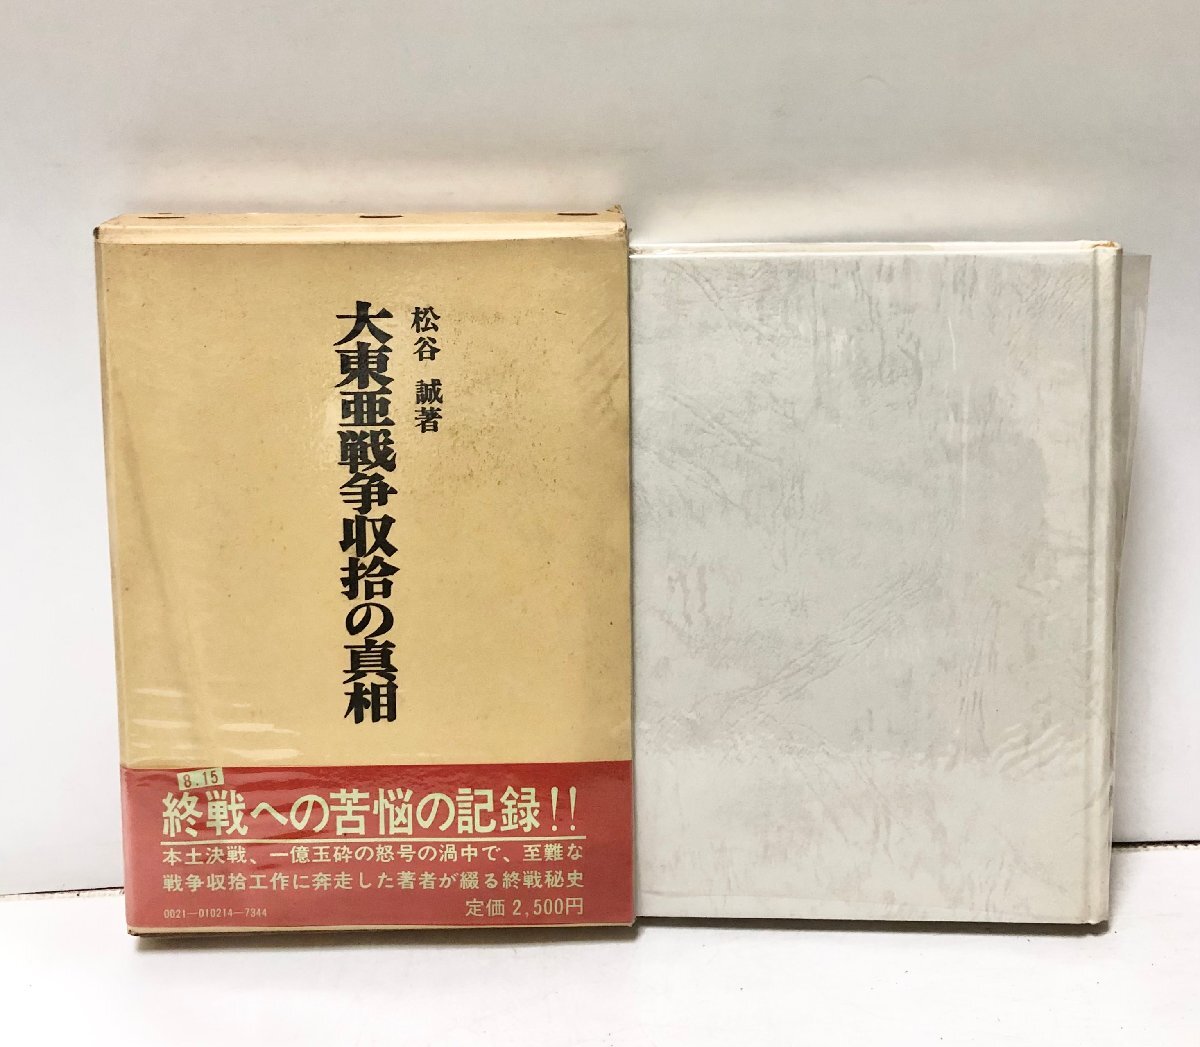 松谷 誠著
大東亜戦争収拾の真相
8.15
終戦への苦悩の記録!!
本土決戦、一億玉砕の怒号の渦中で、至難な
戦争収拾工作に奔走した著者が綴る終戦秘史
0021—010214—7344
定価 2,500円